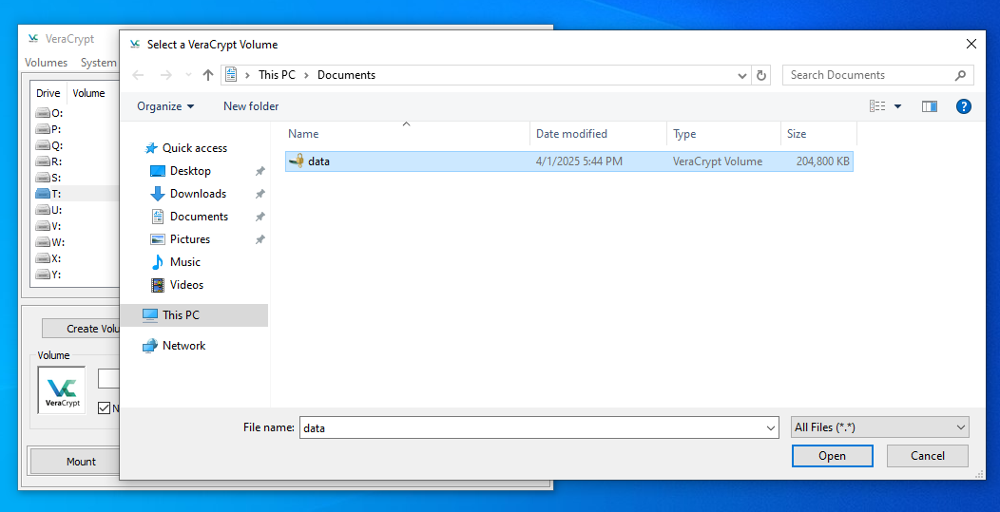 VeraCrypt
Volumes System
Drive Volume
O:
P:
Q:
R:
S:
T:
U:
V:
W:
X:
Y:
Create Volu
Volume
VeraCrypt
N
Mount
Select a VeraCrypt Volume
This PC > Documents
Search Documents
Organize New folder
Quick access
Desktop
Downloads
Documents
Pictures
Music
Videos
This PC
Network
Name Date modified Type Size
data 4/1/2025 5:44 PM VeraCrypt Volume 204,800 KB
File name: data All Files (*.*)
Open Cancel